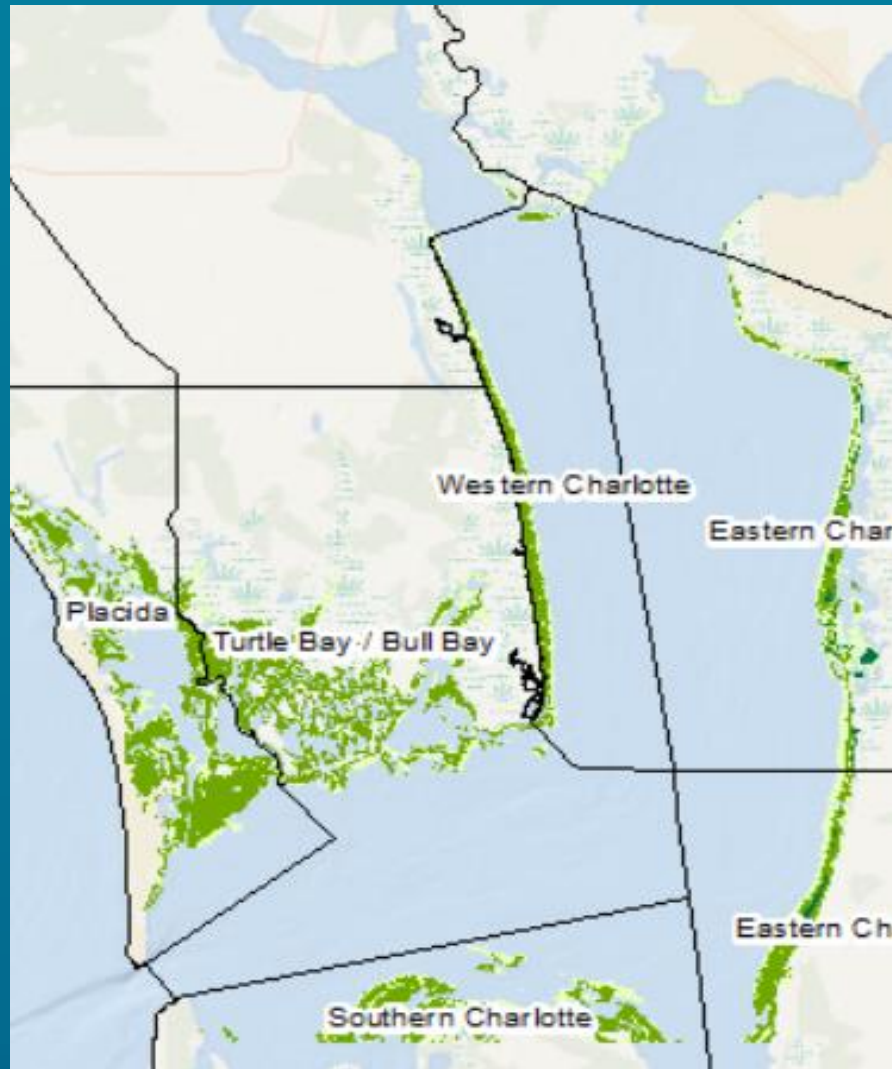 Western Charlotte
Eastern Char
Placida
Turtle Bay / Bull Bay
Eastern Ch
Southern Charlotte